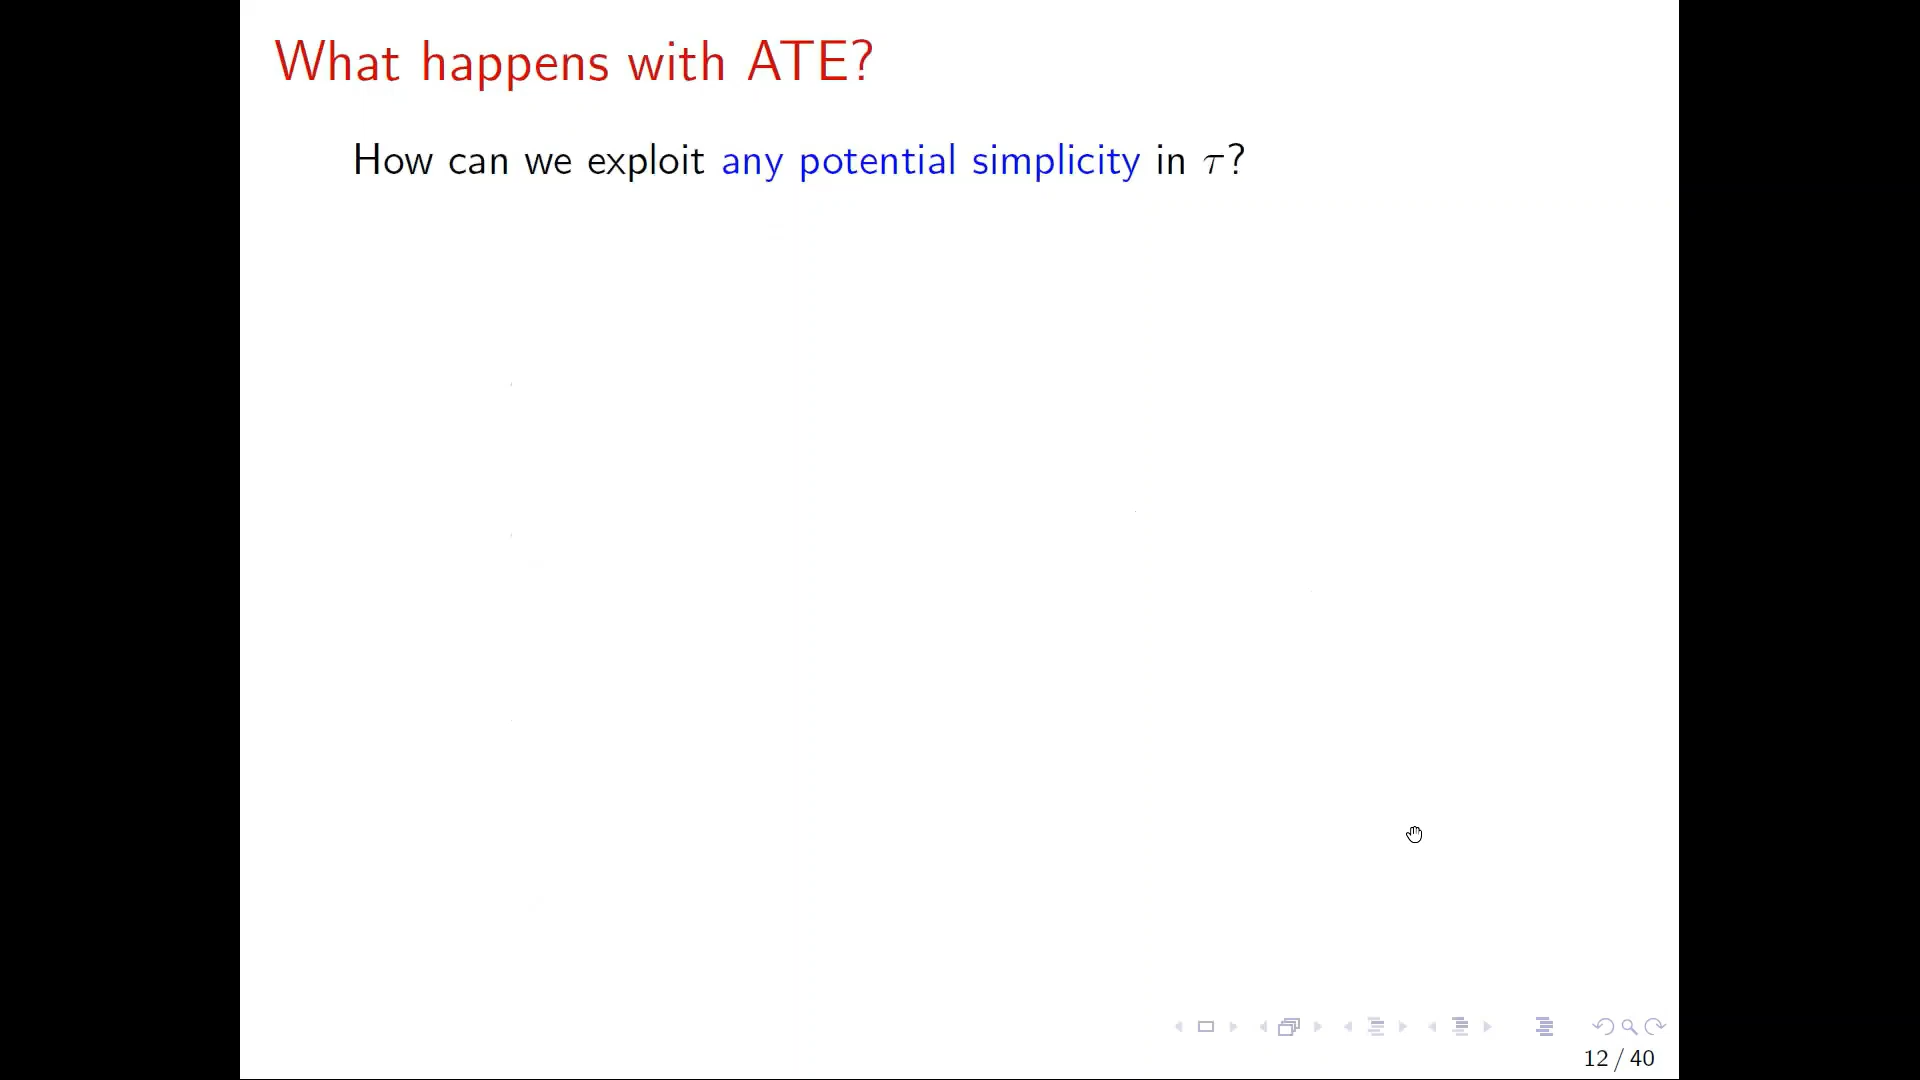 What happens with ATE?
How can we exploit any potential simplicity in τ?
12 / 40